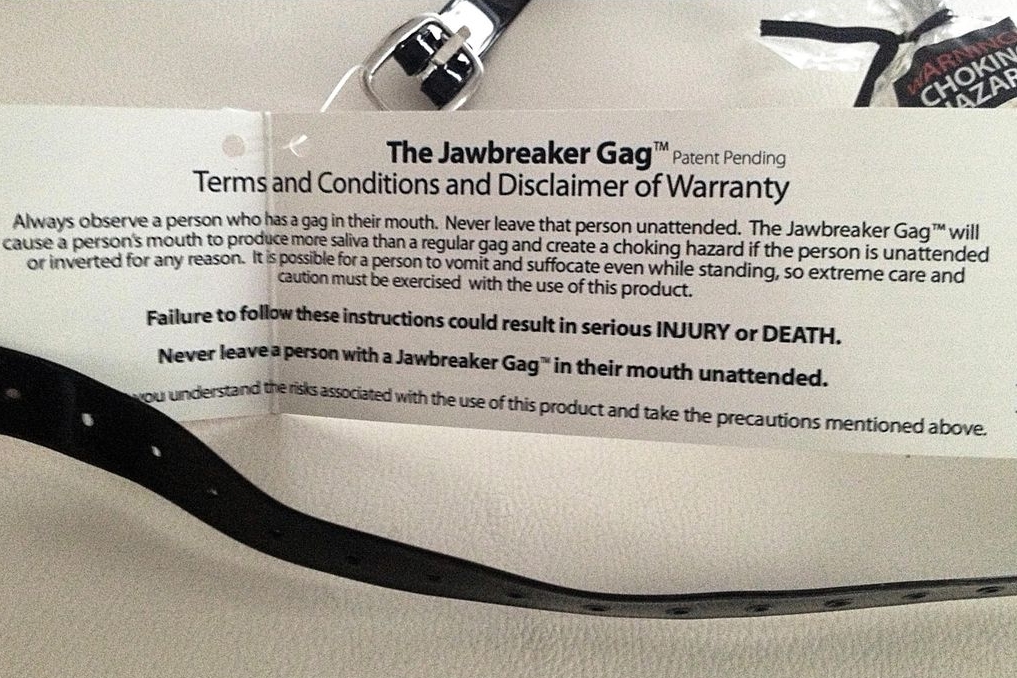 WARNING
CHOKIN
HAZAR
The Jawbreaker Gag™ Patent Pending
Terms and Conditions and Disclaimer of Warranty
Always observe a person who has a gag in their mouth. Never leave that person unattended. The Jawbreaker Gag™ will
cause a person's mouth to produce more saliva than a regular gag and create a choking hazard if the person is unattended
or inverted for any reason. It is possible for a person to vomit and suffocate even while standing, so extreme care and
caution must be exercised with the use of this product.
Failure to follow these instructions could result in serious INJURY or DEATH.
Never leave a person with a Jawbreaker Gag™ in their mouth unattended.
you understand the risks associated with the use of this product and take the precautions mentioned above.